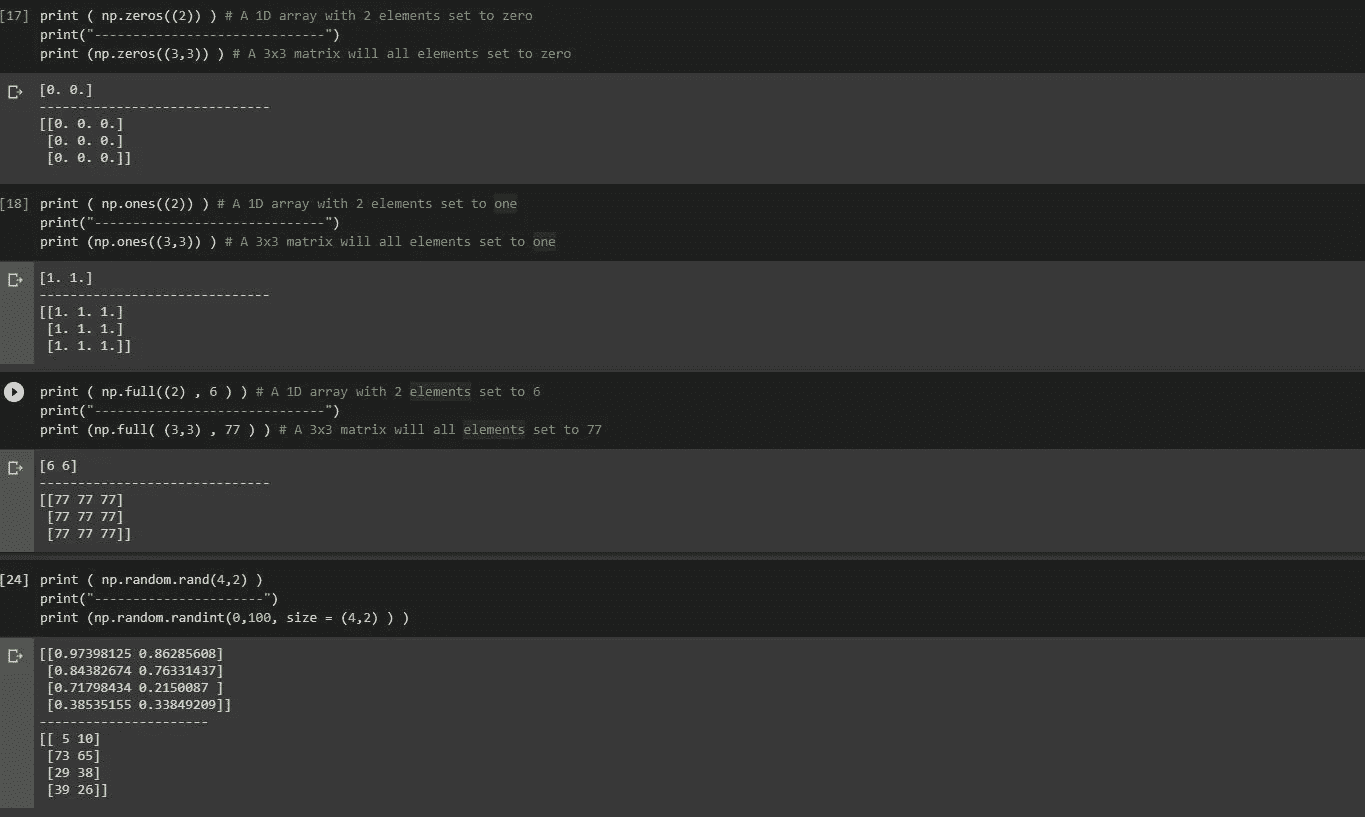 [17] print ( np.zeros((2)) ) # A 1D array with 2 elements set to zero
print("------------------------------")
print (np.zeros((3,3)) ) # A 3x3 matrix will all elements set to zero
[0. 0.]
------------------------------
[[0. 0. 0.]
 [0. 0. 0.]
 [0. 0. 0.]]
[18] print ( np.ones((2)) ) # A 1D array with 2 elements set to one
print("------------------------------")
print (np.ones((3,3)) ) # A 3x3 matrix will all elements set to one
[1. 1.]
------------------------------
[[1. 1. 1.]
 [1. 1. 1.]
 [1. 1. 1.]]
print ( np.full((2) , 6 ) ) # A 1D array with 2 elements set to 6
print("------------------------------")
print (np.full( (3,3) , 77 ) ) # A 3x3 matrix will all elements set to 77
[6 6]
------------------------------
[[77 77 77]
 [77 77 77]
 [77 77 77]]
[24] print ( np.random.rand(4,2) )
print("----------------------")
print (np.random.randint(0,100, size = (4,2) ) )
[[0.97398125 0.86285608]
 [0.84382674 0.76331437]
 [0.71798434 0.2150087 ]
 [0.38535155 0.33849209]]
----------------------
[[ 5 10]
 [73 65]
 [29 38]
 [39 26]]